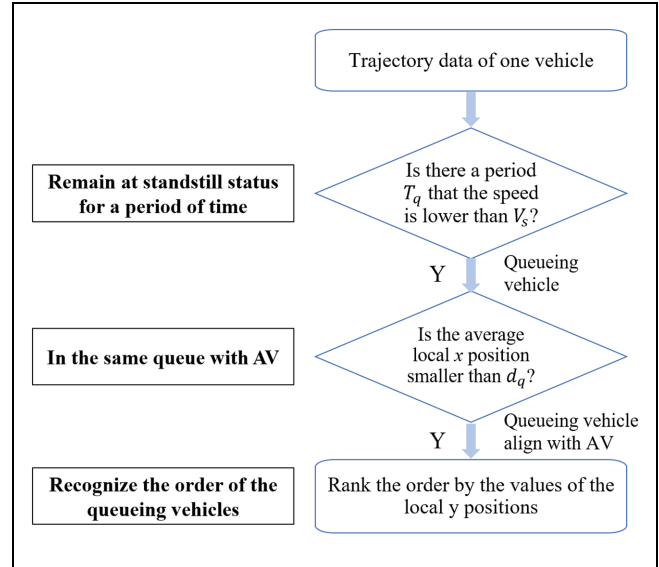 Trajectory data of one vehicle
Remain at standstill status
for a period of time
Is there a period
T_q that the speed
is lower than V_s?
Y
Queueing
vehicle
In the same queue with AV
Is the average
local x position
smaller than d_q?
Y
Queueing vehicle
align with AV
Recognize the order of the
queueing vehicles
Rank the order by the values of the
local y positions